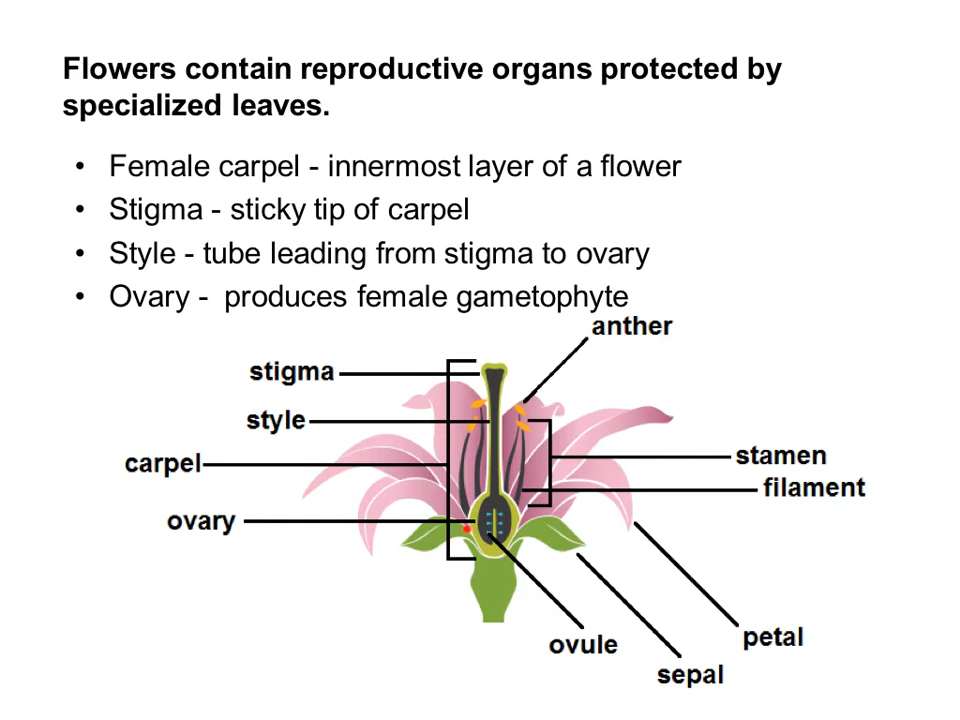 Flowers contain reproductive organs protected by
specialized leaves.
• Female carpel - innermost layer of a flower
• Stigma - sticky tip of carpel
• Style - tube leading from stigma to ovary
• Ovary -  produces female gametophyte
anther
stigma
style
carpel
stamen
filament
ovary
ovule
petal
sepal